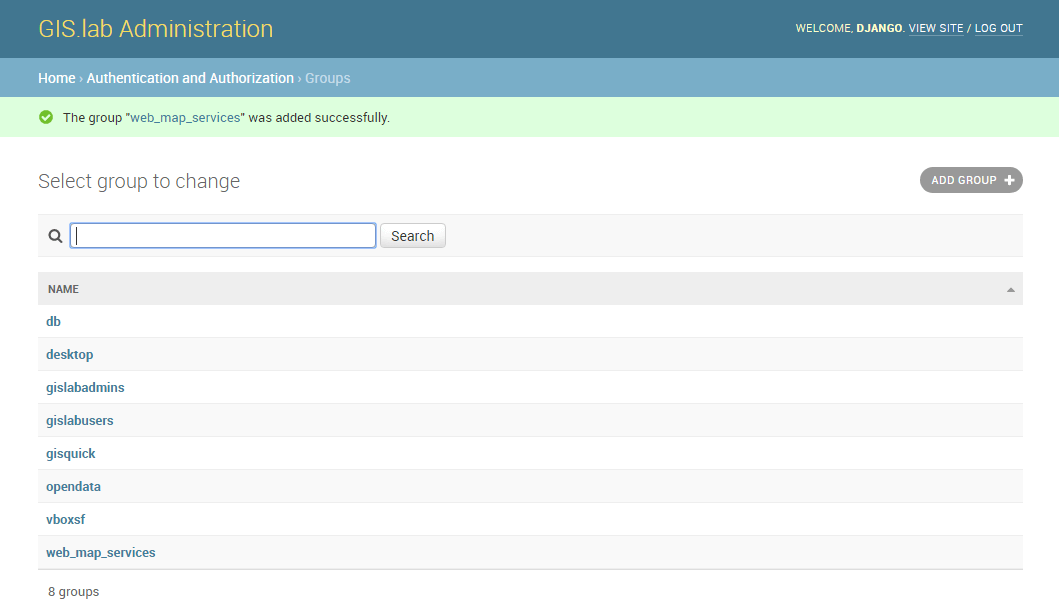 GIS.lab Administration
WELCOME, DJANGO. VIEW SITE / LOG OUT
Home › Authentication and Authorization › Groups
The group "web_map_services" was added successfully.
Select group to change
ADD GROUP +
Search
NAME
db
desktop
gislabadmins
gislabusers
gisquick
opendata
vboxsf
web_map_services
8 groups